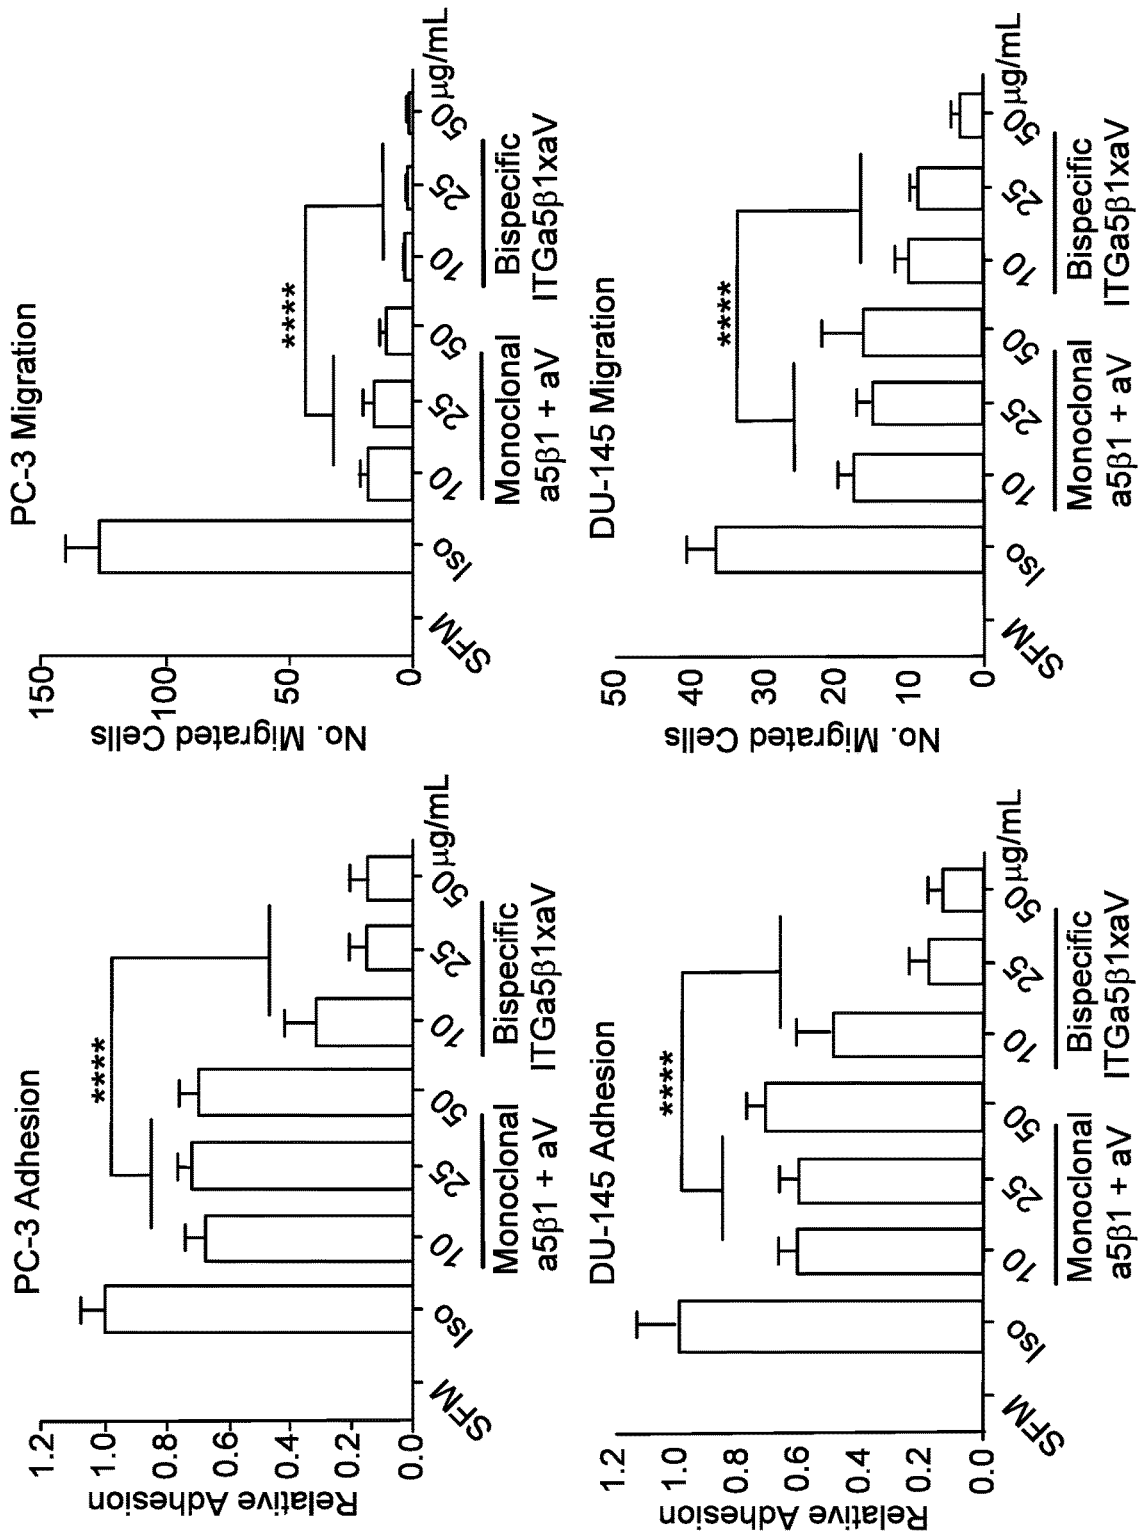 PC-3 Adhesion
Relative Adhesion
1.2
1.0
0.8
0.6
0.4
0.2
0.0
****
SFM Iso 10 25 50 10 25 50 µg/mL
Monoclonal Bispecific
a5β1 + aV ITGa5β1xaV
PC-3 Migration
No. Migrated Cells
150
100
50
0
****
SFM Iso 10 25 50 10 25 50 µg/mL
Monoclonal Bispecific
a5β1 + aV ITGa5β1xaV
DU-145 Adhesion
Relative Adhesion
1.2
1.0
0.8
0.6
0.4
0.2
0.0
****
SFM Iso 10 25 50 10 25 50 µg/mL
Monoclonal Bispecific
a5β1 + aV ITGa5β1xaV
DU-145 Migration
No. Migrated Cells
50
40
30
20
10
0
****
SFM Iso 10 25 50 10 25 50 µg/mL
Monoclonal Bispecific
a5β1 + aV ITGa5β1xaV